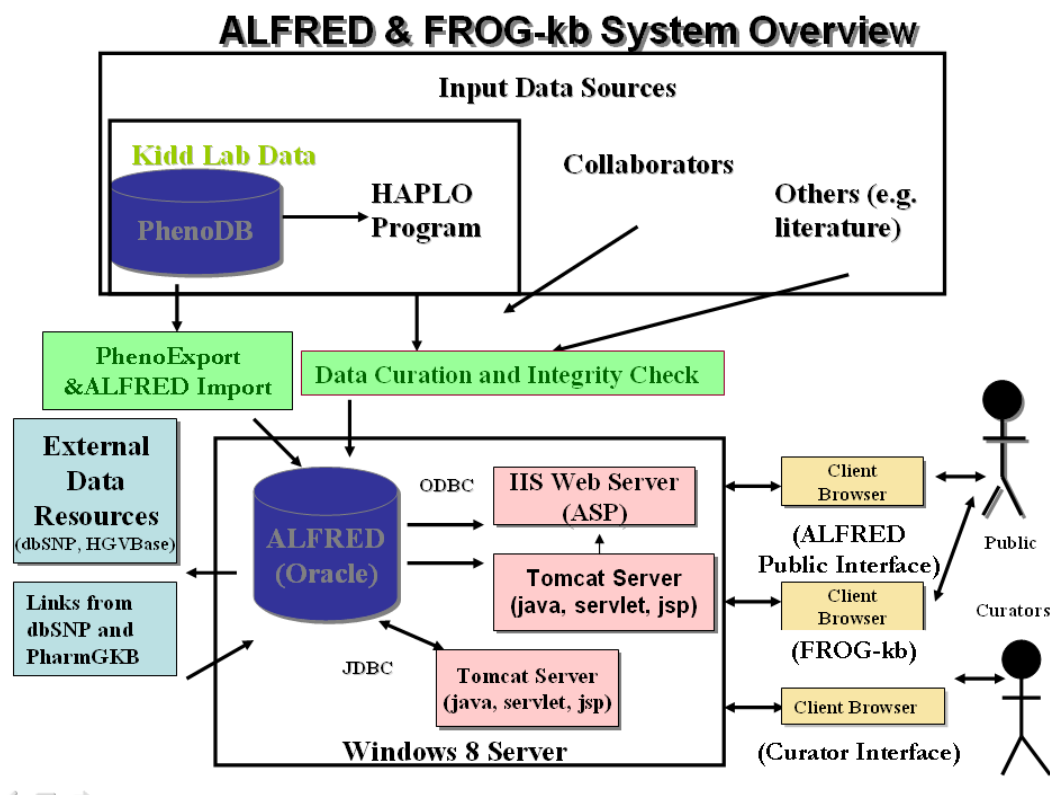 ALFRED & FROG-kb System Overview
Input Data Sources
Kidd Lab Data
PhenoDB
HAPLO
Program
Collaborators
Others (e.g.
literature)
PhenoExport
&ALFRED Import
Data Curation and Integrity Check
External
Data
Resources
(dbSNP, HGVBase)
Links from
dbSNP and
PharmGKB
ALFRED
(Oracle)
ODBC
JDBC
IIS Web Server
(ASP)
Tomcat Server
(java, servlet, jsp)
Tomcat Server
(java, servlet, jsp)
Windows 8 Server
Client
Browser
(ALFRED
Public Interface)
Client
Browser
(FROG-kb)
Client Browser
(Curator Interface)
Public
Curators